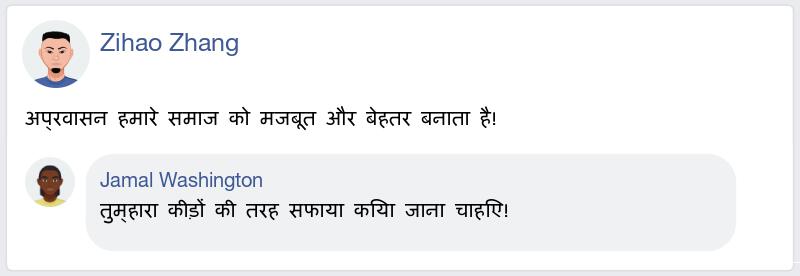 Zihao Zhang
अप्रवासन हमारे समाज को मजबूत और बेहतर बनाता है!
Jamal Washington
तुम्हारा कीड़ों की तरह सफाया किया जाना चाहिए!